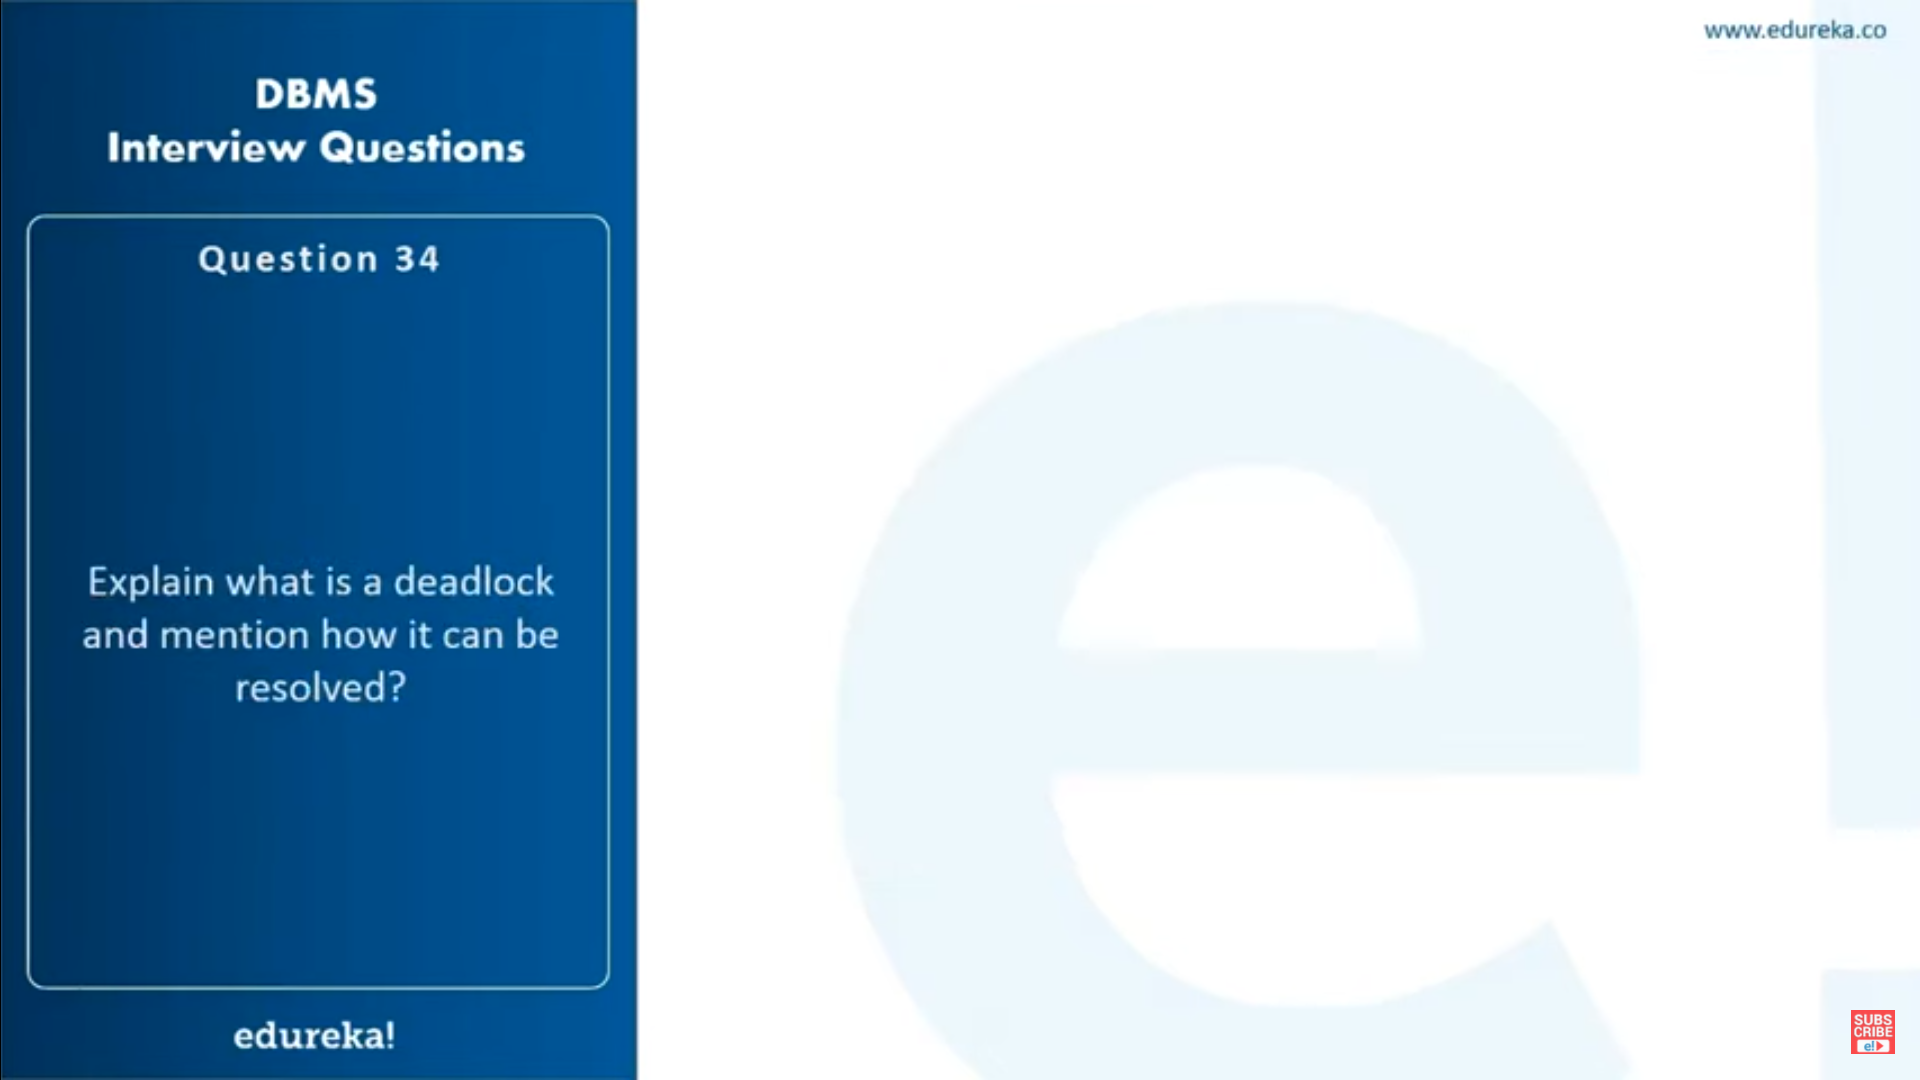 www.edureka.co
DBMS
Interview Questions
Question 34
Explain what is a deadlock
and mention how it can be
resolved?
edureka!
SUBS
CRIBE
e!